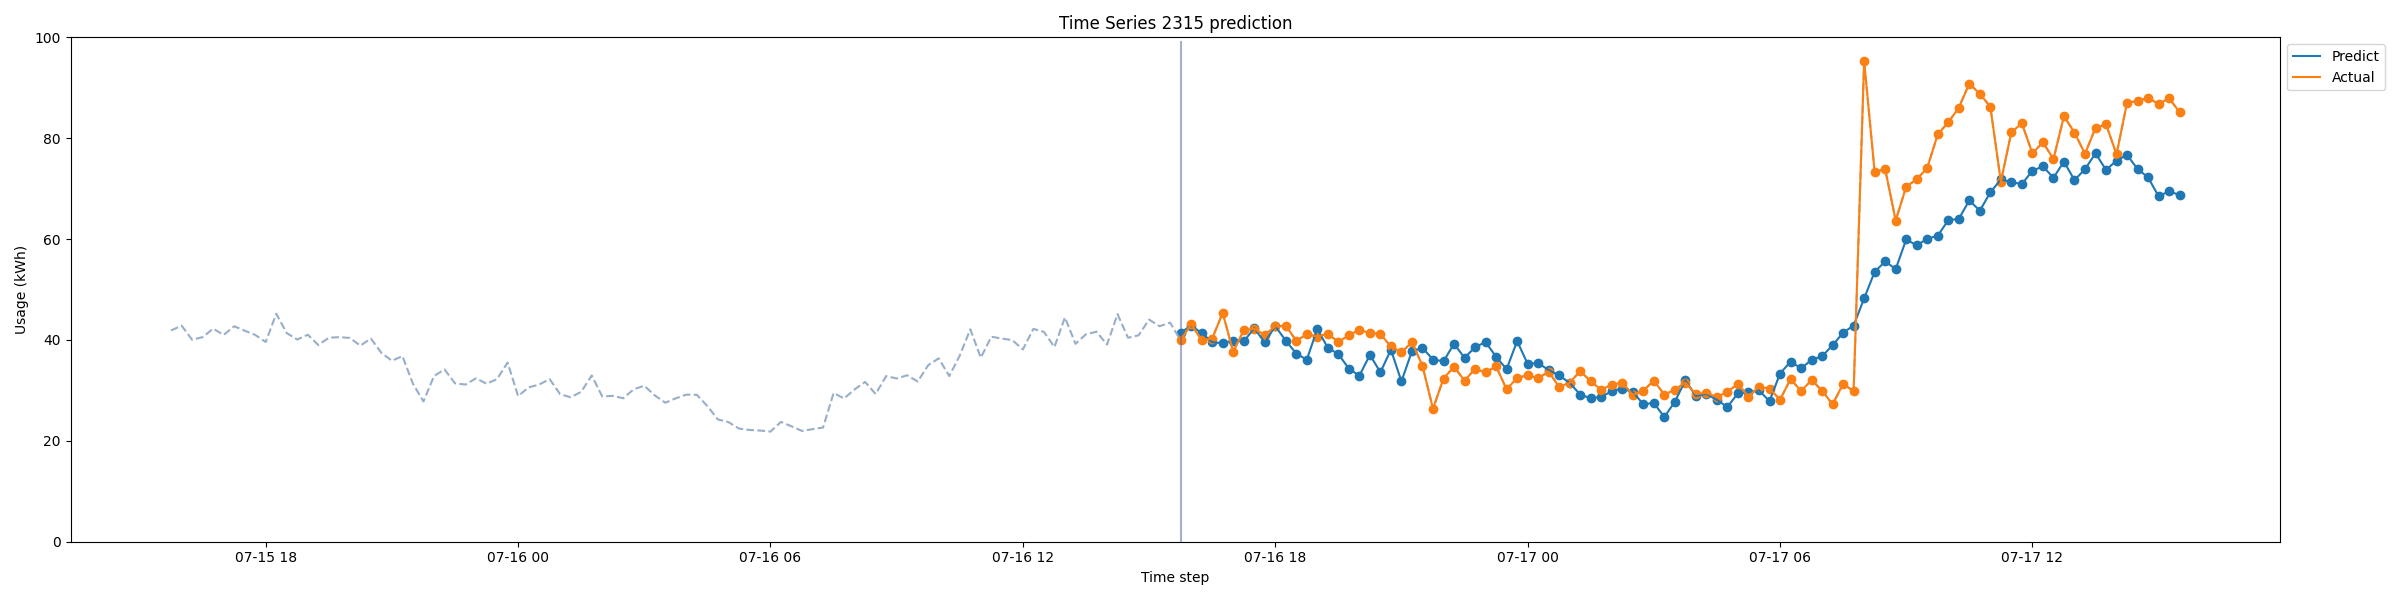 Time Series 2315 prediction
Predict
Actual
Usage (kWh)
100
80
60
40
20
0
07-15 18
07-16 00
07-16 06
07-16 12
07-16 18
07-17 00
07-17 06
07-17 12
Time step